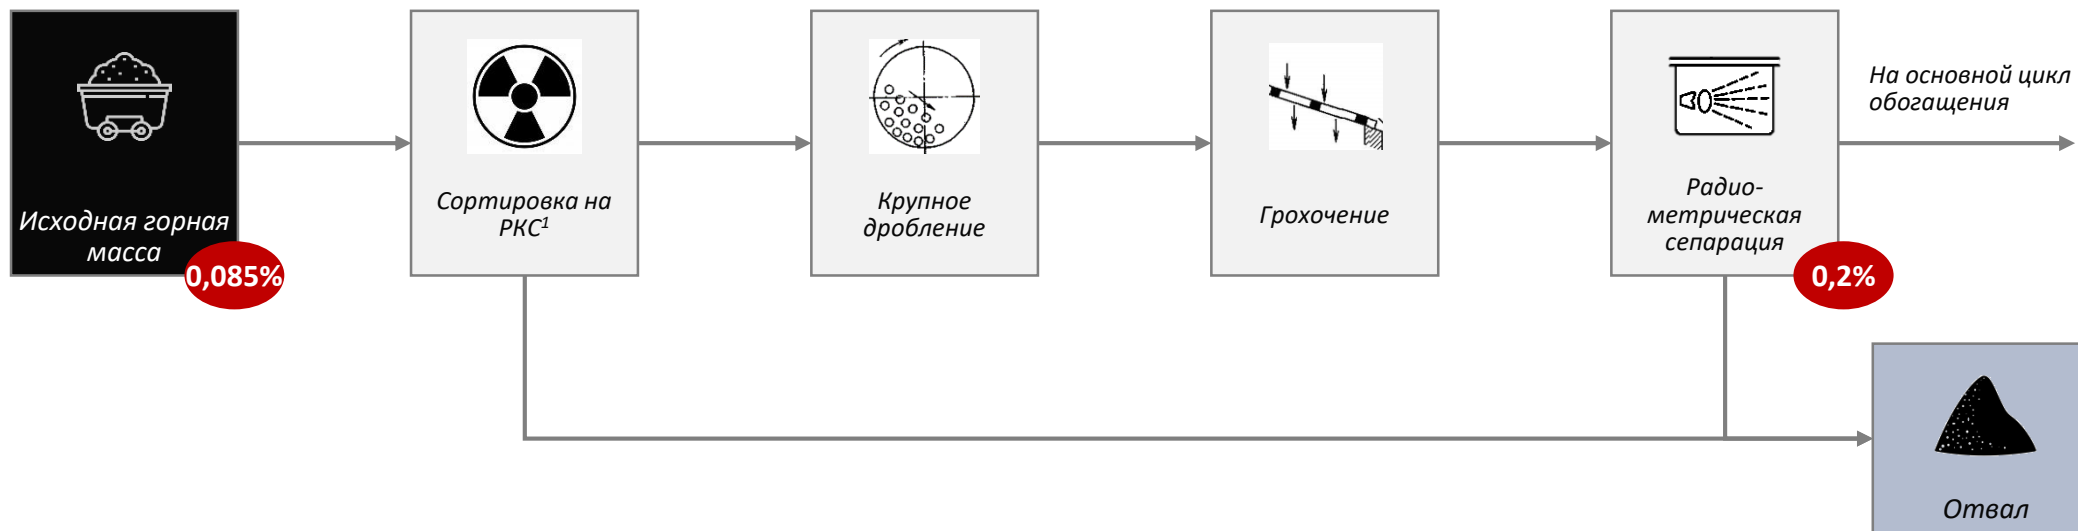 Исходная горная
масса
0,085%
Сортировка на
РКС¹
Крупное
дробление
Грохочение
Радио-
метрическая
сепарация
0,2%
На основной цикл
обогащения
Отвал